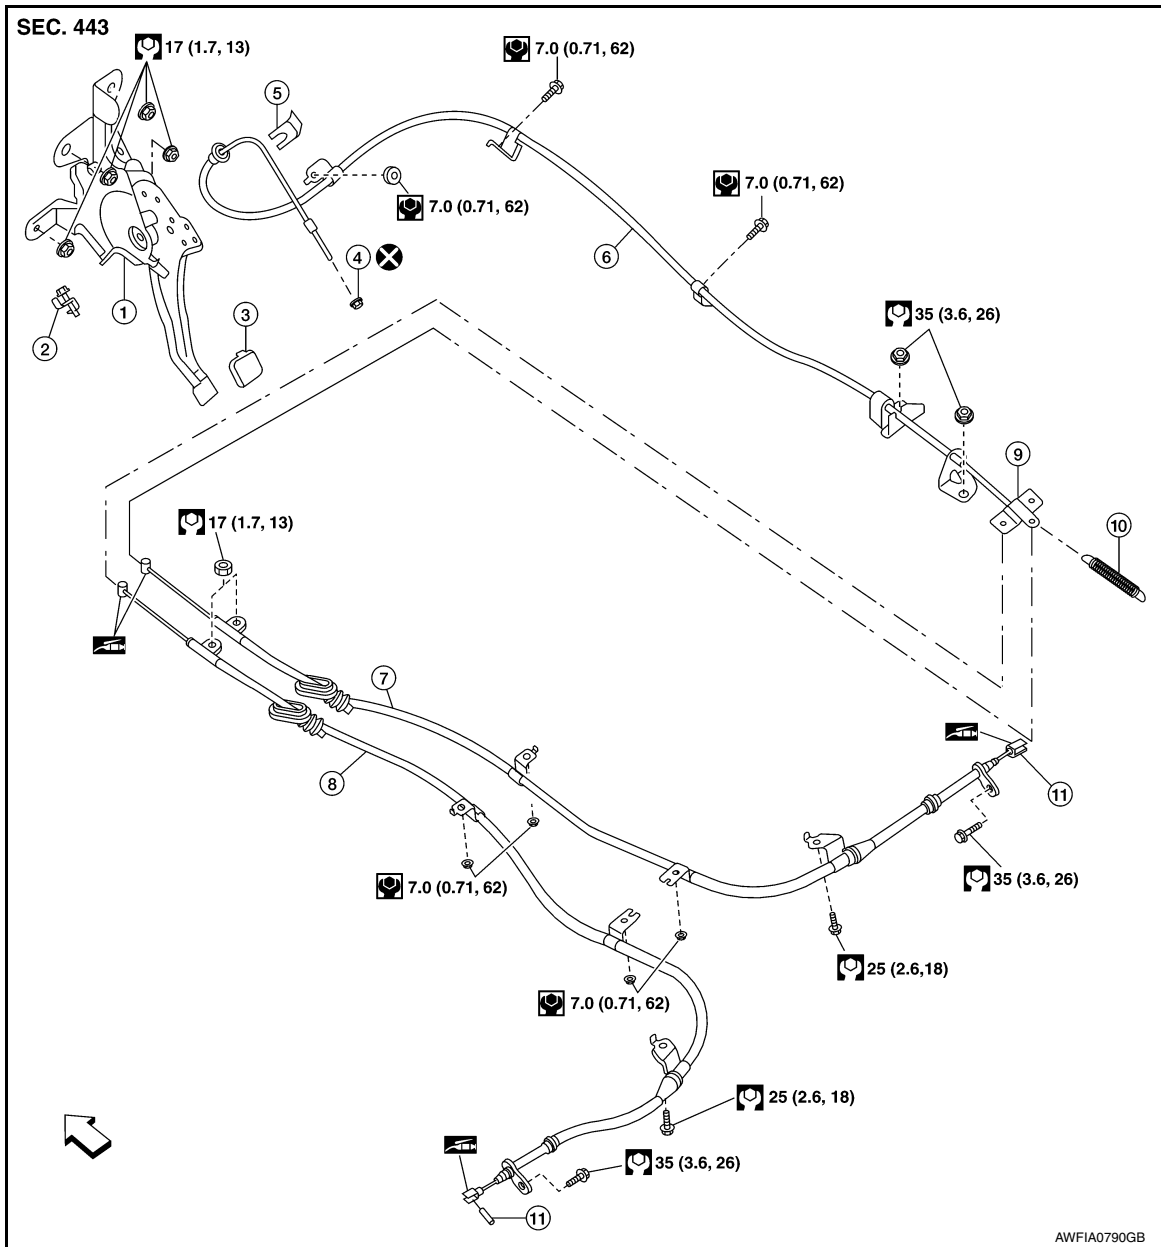 SEC. 443
17 (1.7, 13)
7.0 (0.71, 62)
5
7.0 (0.71, 62)
7.0 (0.71, 62)
6
4
1
3
2
35 (3.6, 26)
9
10
17 (1.7, 13)
7
8
11
35 (3.6, 26)
7.0 (0.71, 62)
25 (2.6,18)
7.0 (0.71, 62)
25 (2.6, 18)
35 (3.6, 26)
11
AWFIA0790GB